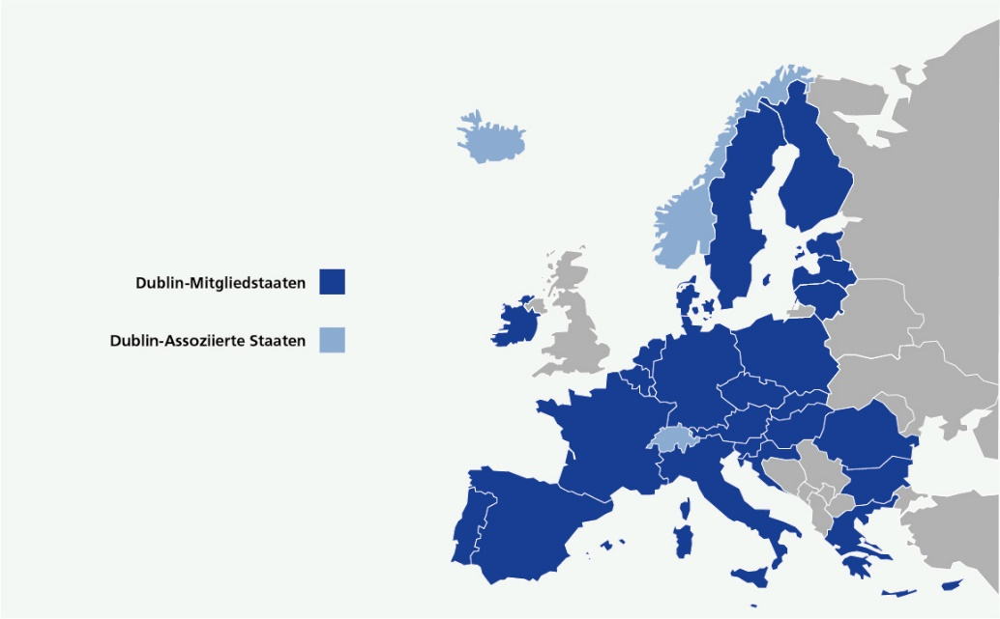 Dublin-Mitgliedstaaten
Dublin-Assoziierte Staaten